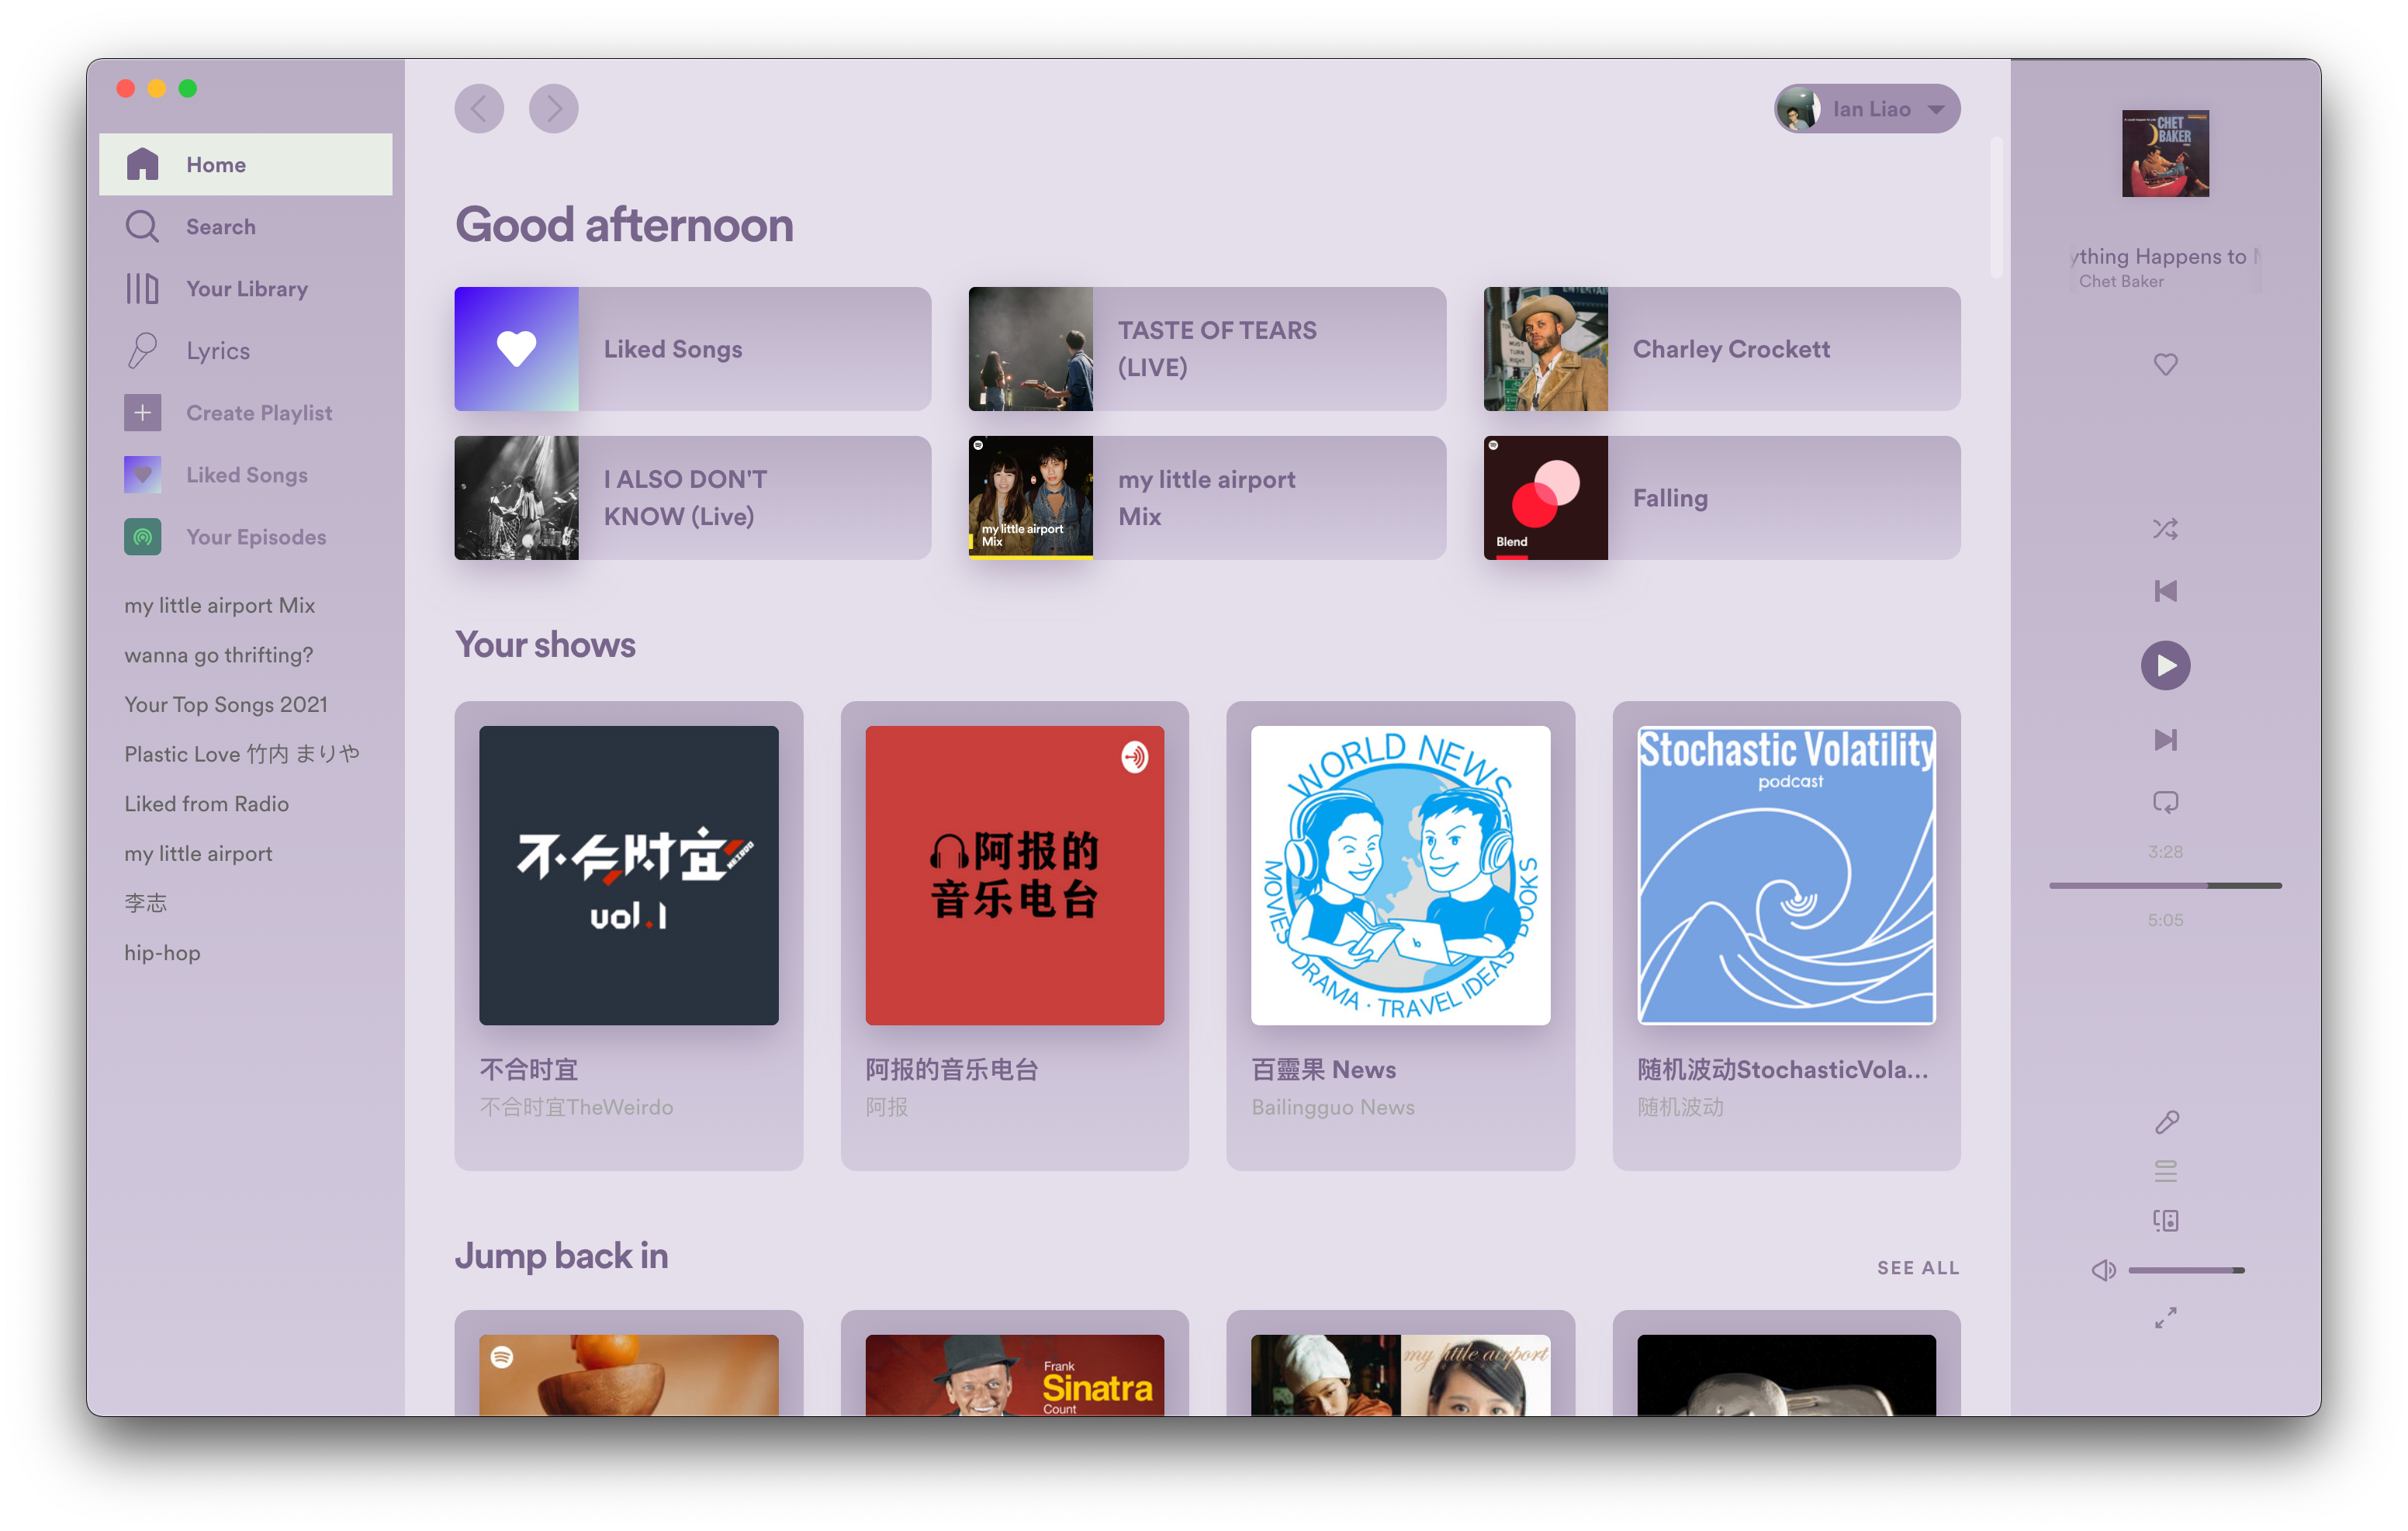 Home
Search
Your Library
Lyrics
Create Playlist
Liked Songs
Your Episodes
my little airport Mix
wanna go thrifting?
Your Top Songs 2021
Plastic Love 竹内 まりや
Liked from Radio
my little airport
李志
hip-hop
Ian Liao
Good afternoon
Liked Songs
TASTE OF TEARS
(LIVE)
Charley Crockett
I ALSO DON'T
KNOW (Live)
my little airport
Mix
my little airport
Mix
Blend
Falling
Your shows
不合时宜
WEIRDO
vol.1
不合时宜
不合时宜TheWeirdo
阿报的
音乐电台
阿报的音乐电台
阿报
WORLD NEWS
MOVIES
BOOKS
DRAMA · TRAVEL IDEAS
百靈果 News
Bailingguo News
Stochastic Volatility
podcast
随机波动StochasticVola...
随机波动
Jump back in
SEE ALL
Frank
Sinatra
Count
my little airport
CHET
BAKER
ything Happens to
Chet Baker
3:28
5:05